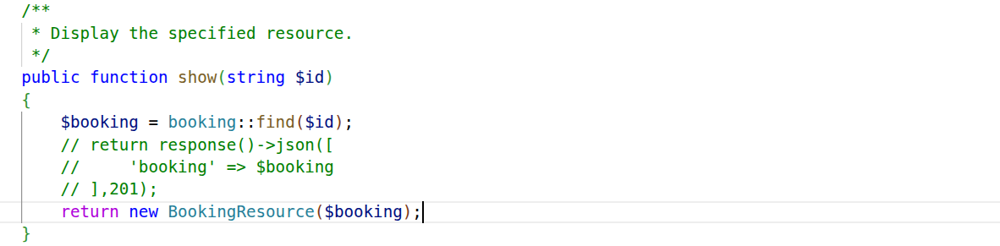 /**
 * Display the specified resource.
 */
public function show(string $id)
{
    $booking = booking::find($id);
    // return response()->json([
    //     'booking' => $booking
    // ],201);
    return new BookingResource($booking);
}